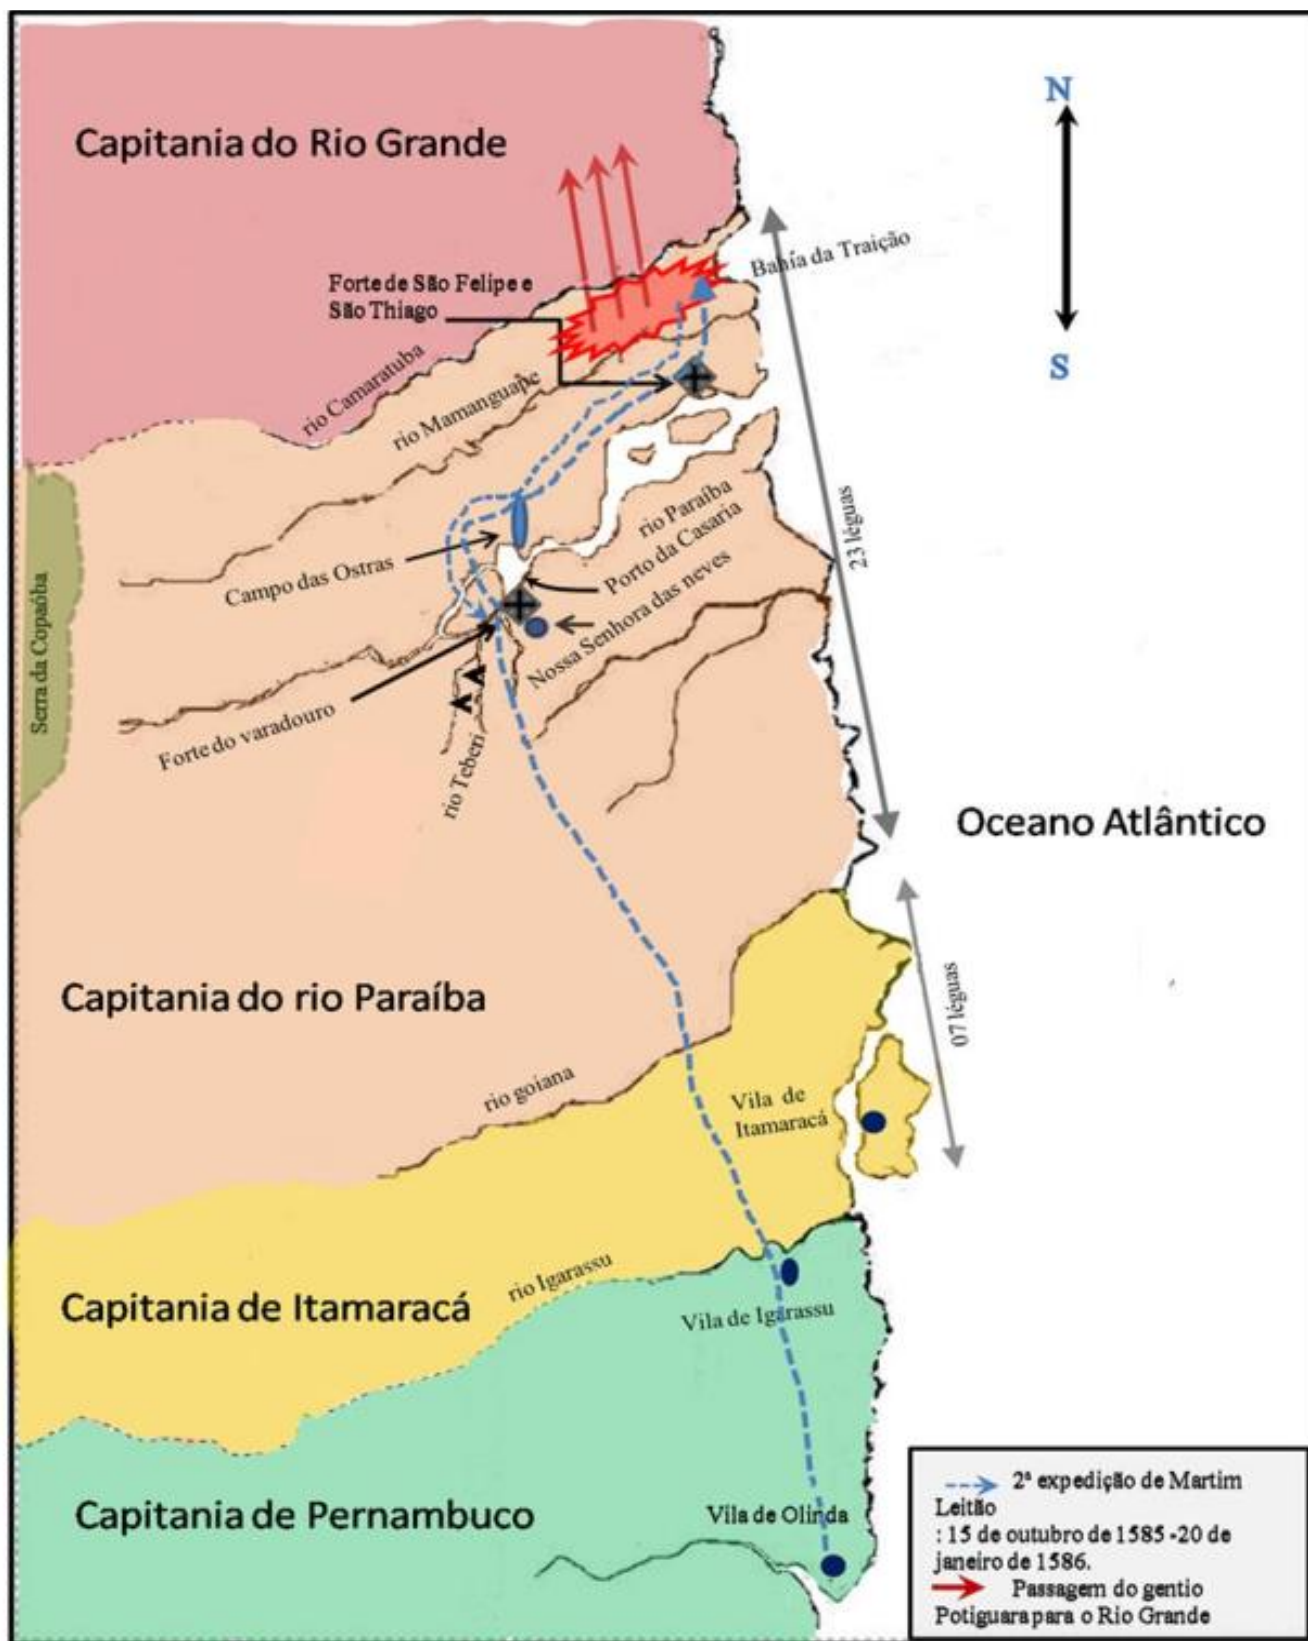 N
Capitania do Rio Grande
Bahía da Traição
Forte de São Felipe e
São Thiago
S
rio Camaratuba
rio Mamanguape
23 léguas
rio Paraíba
Porto da Casaria
Campo das Ostras
Nossa Senhora das neves
Serra da Copaóba
Forte do varadouro
rio Teberí
Oceano Atlântico
Capitania do rio Paraíba
07 léguas
rio goiana
Vila de
Itamaracá
rio Igarassu
Capitania de Itamaracá
Vila de Igarassu
Capitania de Pernambuco
Vila de Olinda
2ª expedição de Martim
Leitão
: 15 de outubro de 1585 -20 de
janeiro de 1586.
Passagem do gentio
Potiguara para o Rio Grande